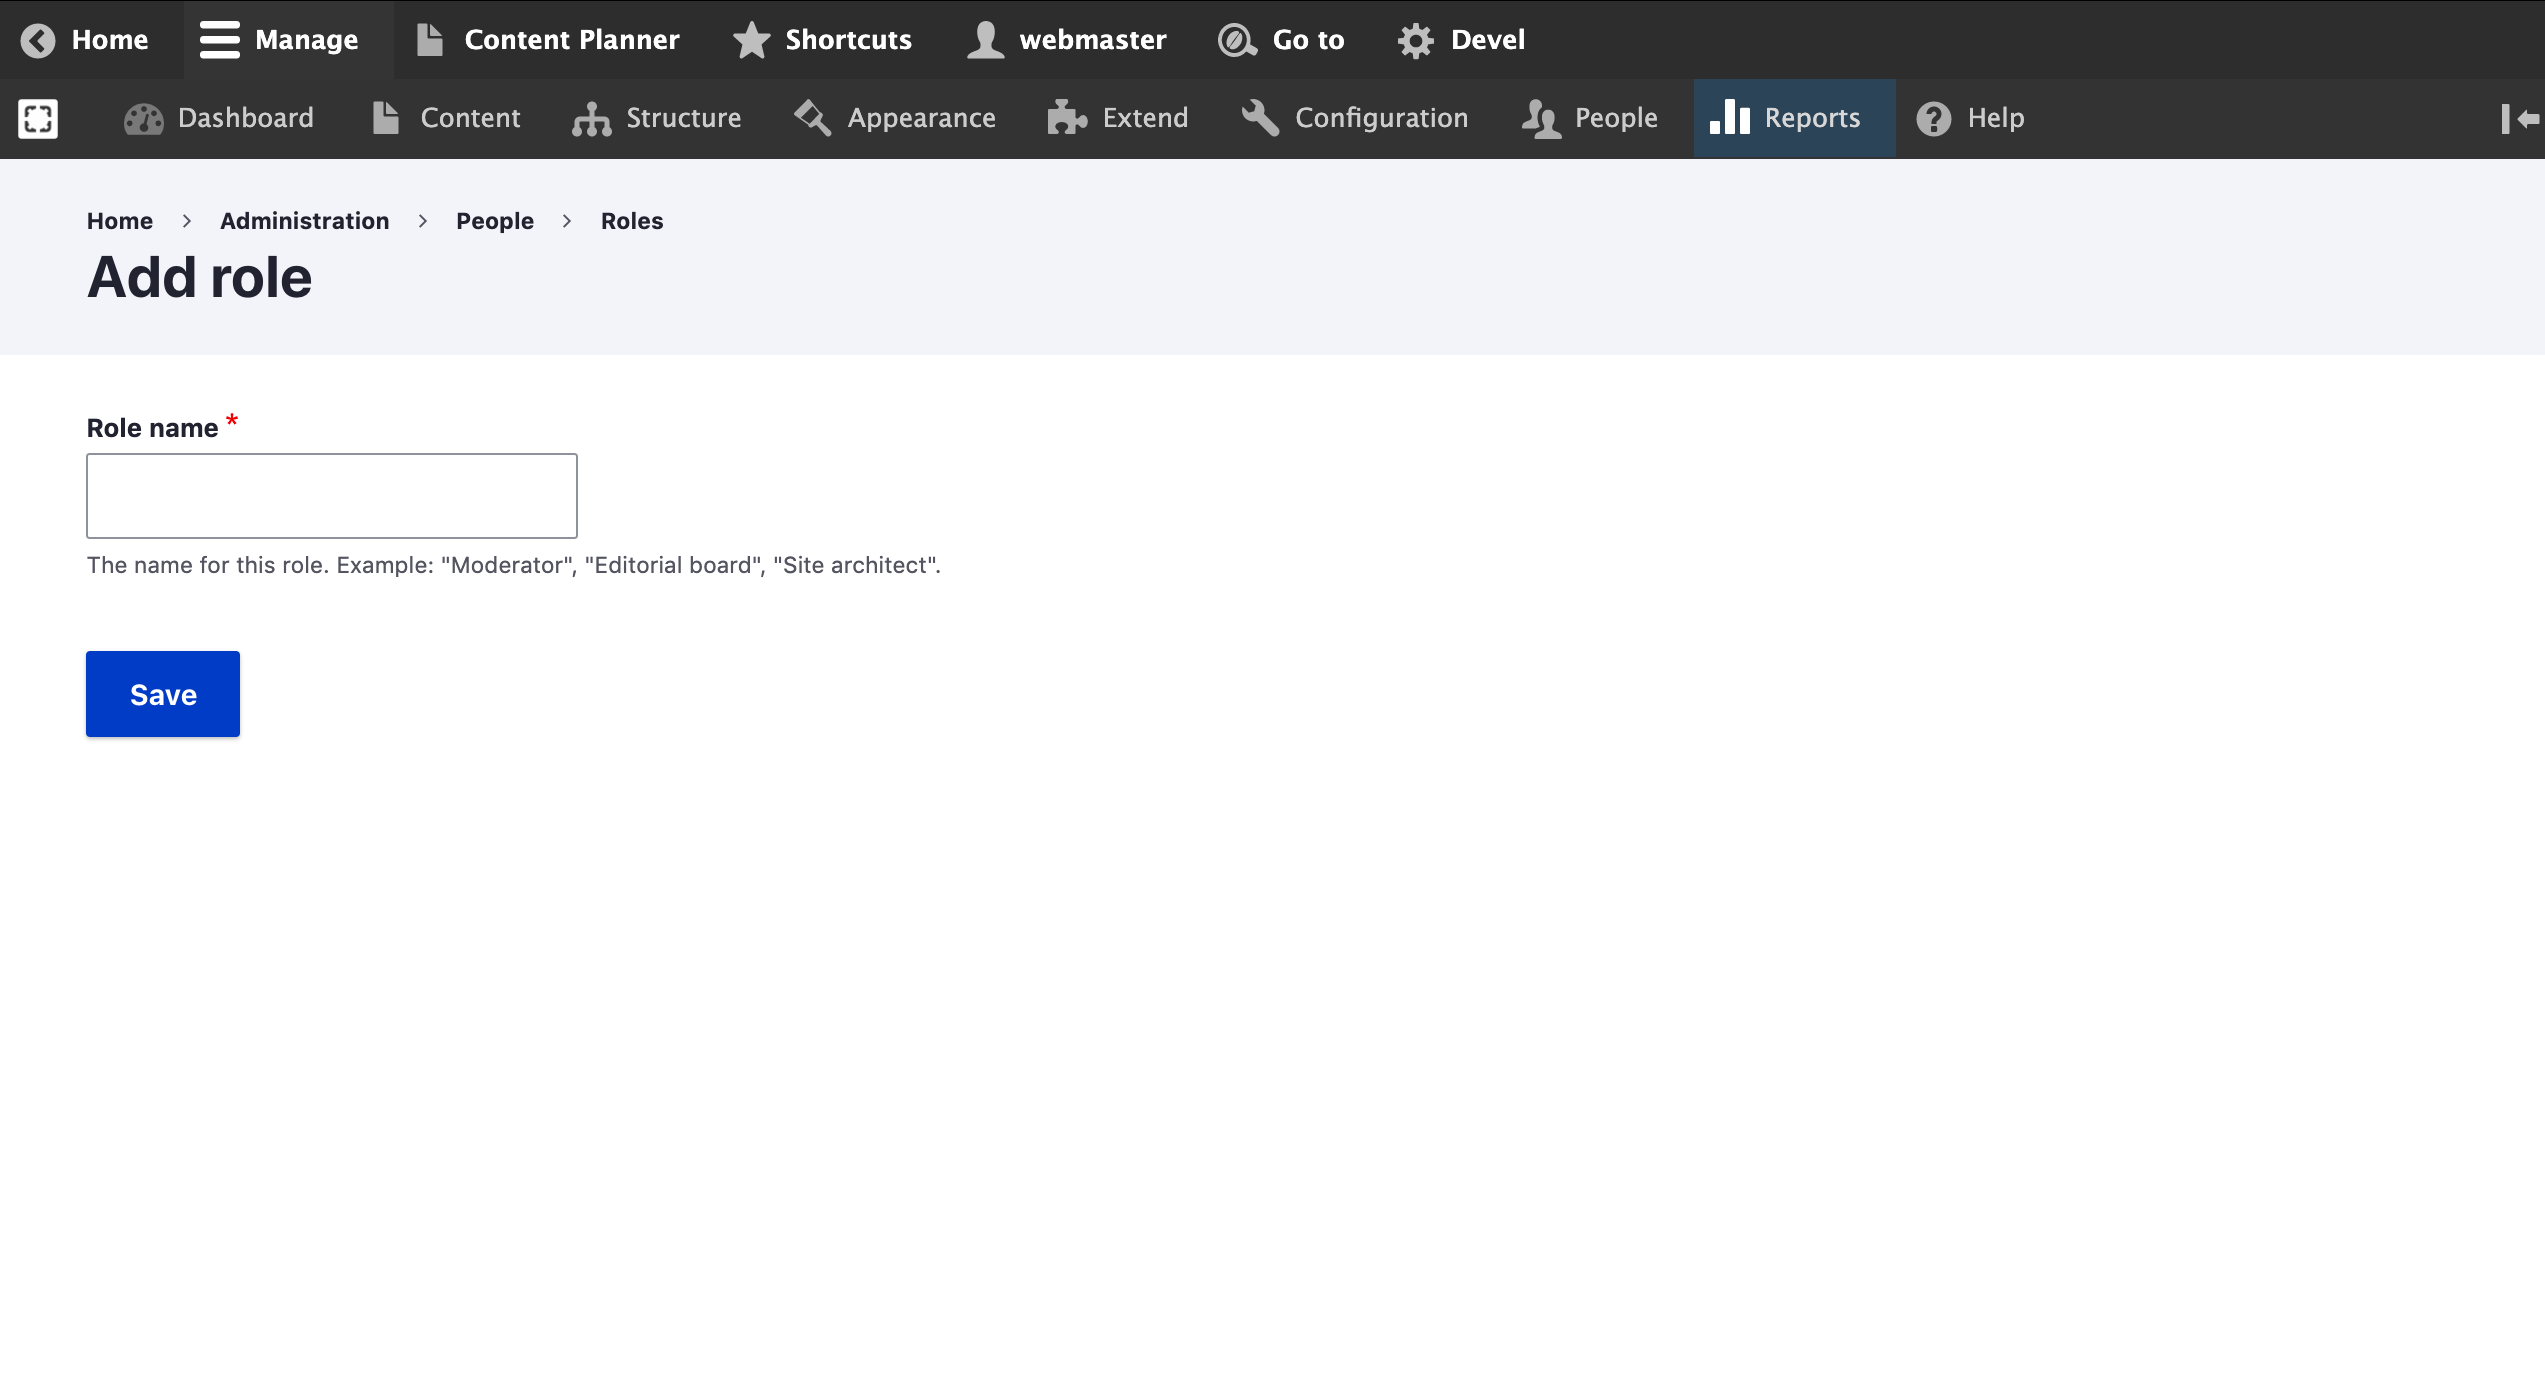 Home Manage Content Planner Shortcuts webmaster Go to Devel
Dashboard Content Structure Appearance Extend Configuration People Reports Help
Home > Administration > People > Roles
Add role
Role name *
The name for this role. Example: "Moderator", "Editorial board", "Site architect".
Save